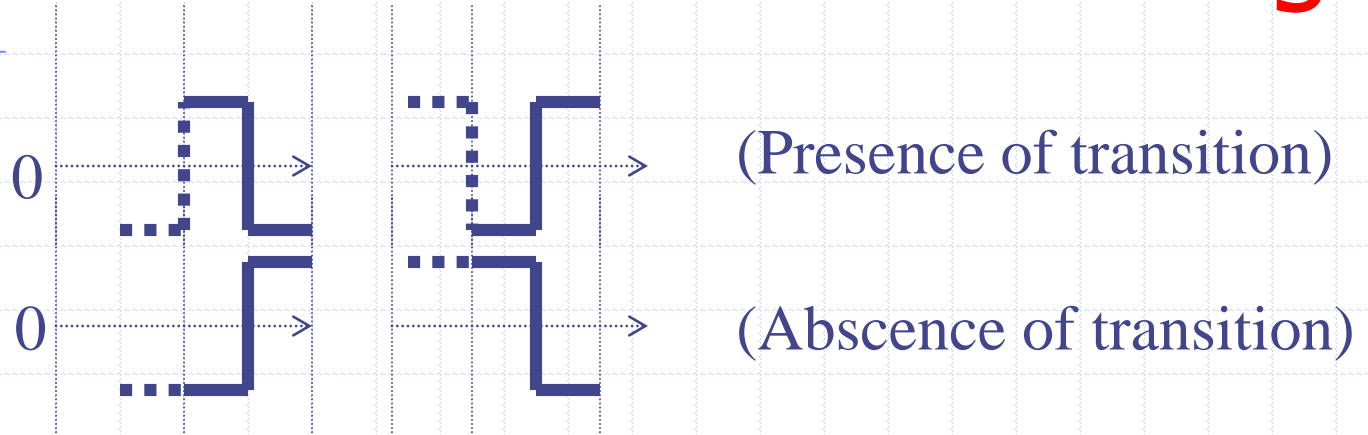 0 (Presence of transition)
0 (Abscence of transition)